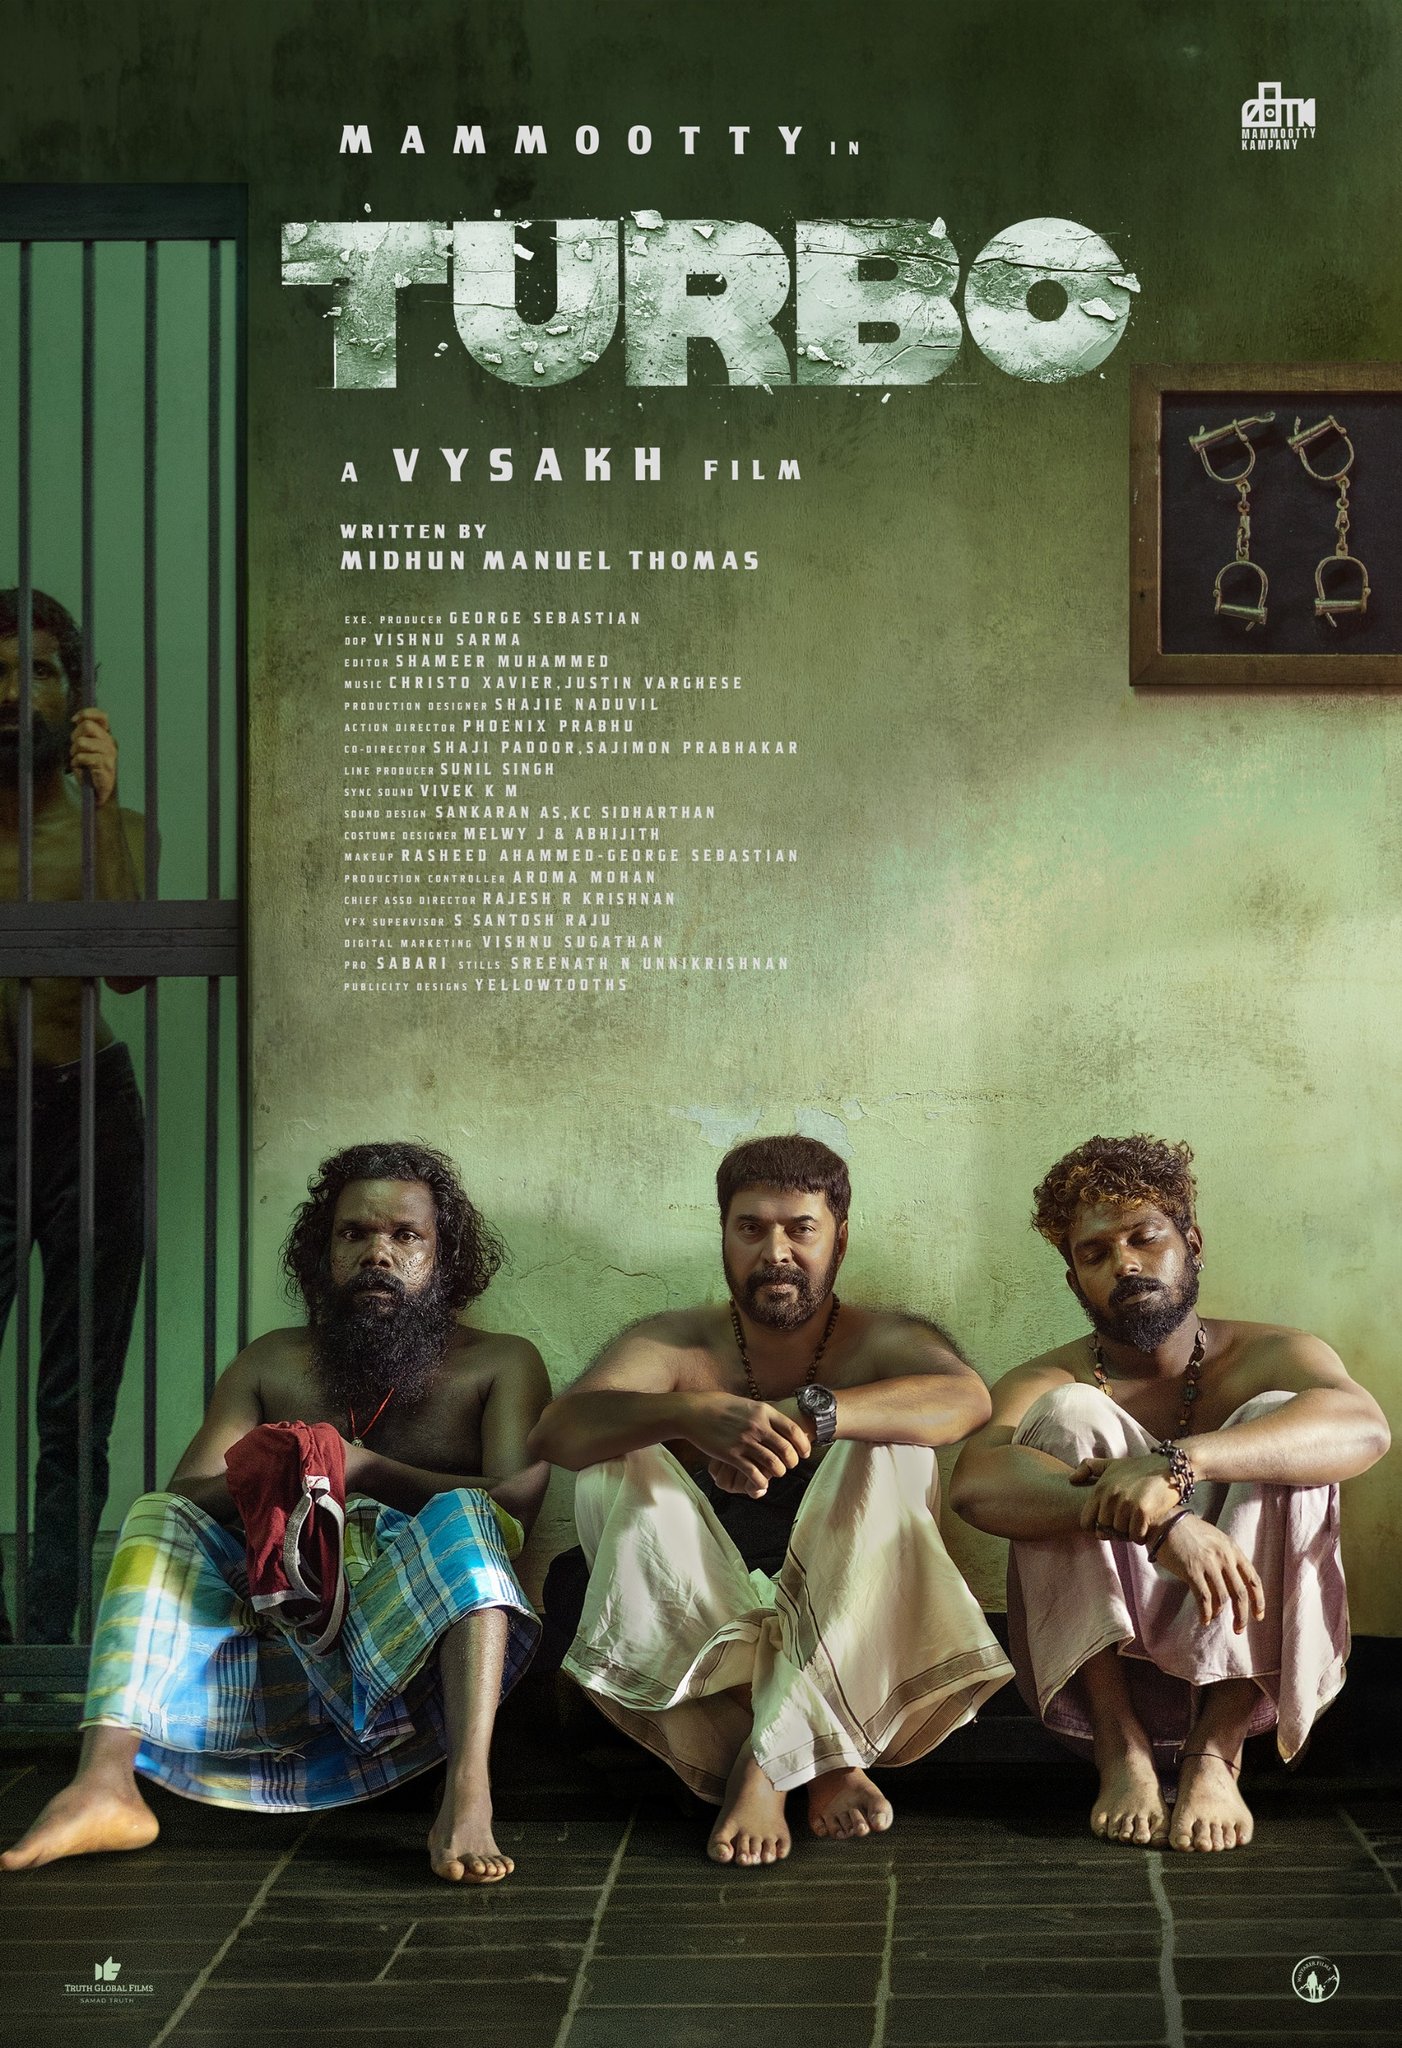 MAMMOOTTY
KAMPANY
MAMMOOTTY IN
TURBO
A VYSAKH FILM
WRITTEN BY
MIDHUN MANUEL THOMAS
EXE. PRODUCER GEORGE SEBASTIAN
DOP VISHNU SARMA
EDITOR SHAMEER MUHAMMED
MUSIC CHRISTO XAVIER,JUSTIN VARGHESE
PRODUCTION DESIGNER SHAJIE NADUVIL
ACTION DIRECTOR PHOENIX PRABHU
CO-DIRECTOR SHAJI PADOOR,SAJIMON PRABHAKAR
LINE PRODUCER SUNIL SINGH
SYNC SOUND VIVEK K M
SOUND DESIGN SANKARAN AS,KC SIDHARTHAN
COSTUME DESIGNER MELWY J & ABHIJITH
MAKEUP RASHEED AHAMMED-GEORGE SEBASTIAN
PRODUCTION CONTROLLER AROMA MOHAN
CHIEF ASSO DIRECTOR RAJESH R KRISHNAN
VFX SUPERVISOR S SANTOSH RAJU
DIGITAL MARKETING VISHNU SUGATHAN
PRO SABARI STILLS SREENATH N UNNIKRISHNAN
PUBLICITY DESIGNS YELLOWTOOTHS
TRUTH GLOBAL FILMS
SAMAD TRUTH
WAYFARER FILMS